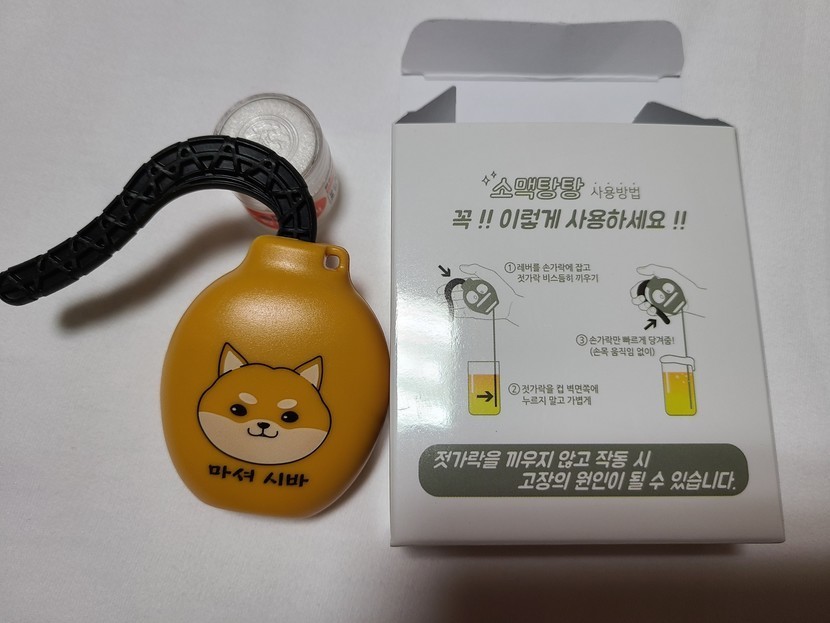 소맥탕탕 사용방법
꼭 !! 이렇게 사용하세요 !!
① 레버를 손가락에 잡고
젓가락 비스듬히 끼우기
② 젓가락을 컵 벽면쪽에
누르지 말고 가볍게
③ 손가락만 빠르게 당겨줌!
(손목 움직임 없이)
젓가락을 끼우지 않고 작동 시
고장의 원인이 될 수 있습니다.
마셔 시바